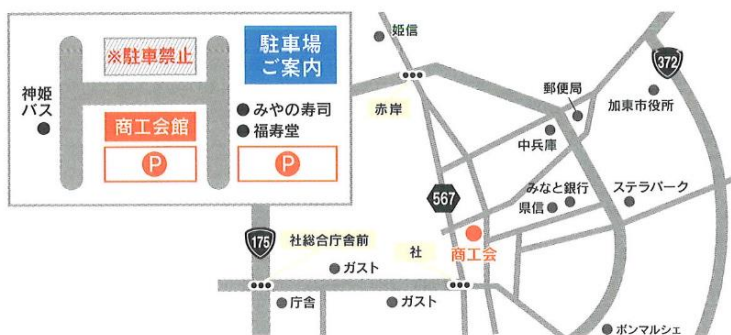 ※駐車禁止
駐車場
ご案内
神姫
バス
商工会館
みやの寿司
福寿堂
P
P
姫信
赤岸
372
郵便局
加東市役所
中兵庫
567
みなと銀行
ステラパーク
県信
商工会
175
社総合庁舎前
社
ガスト
庁舎
ガスト
ボンマルシェ